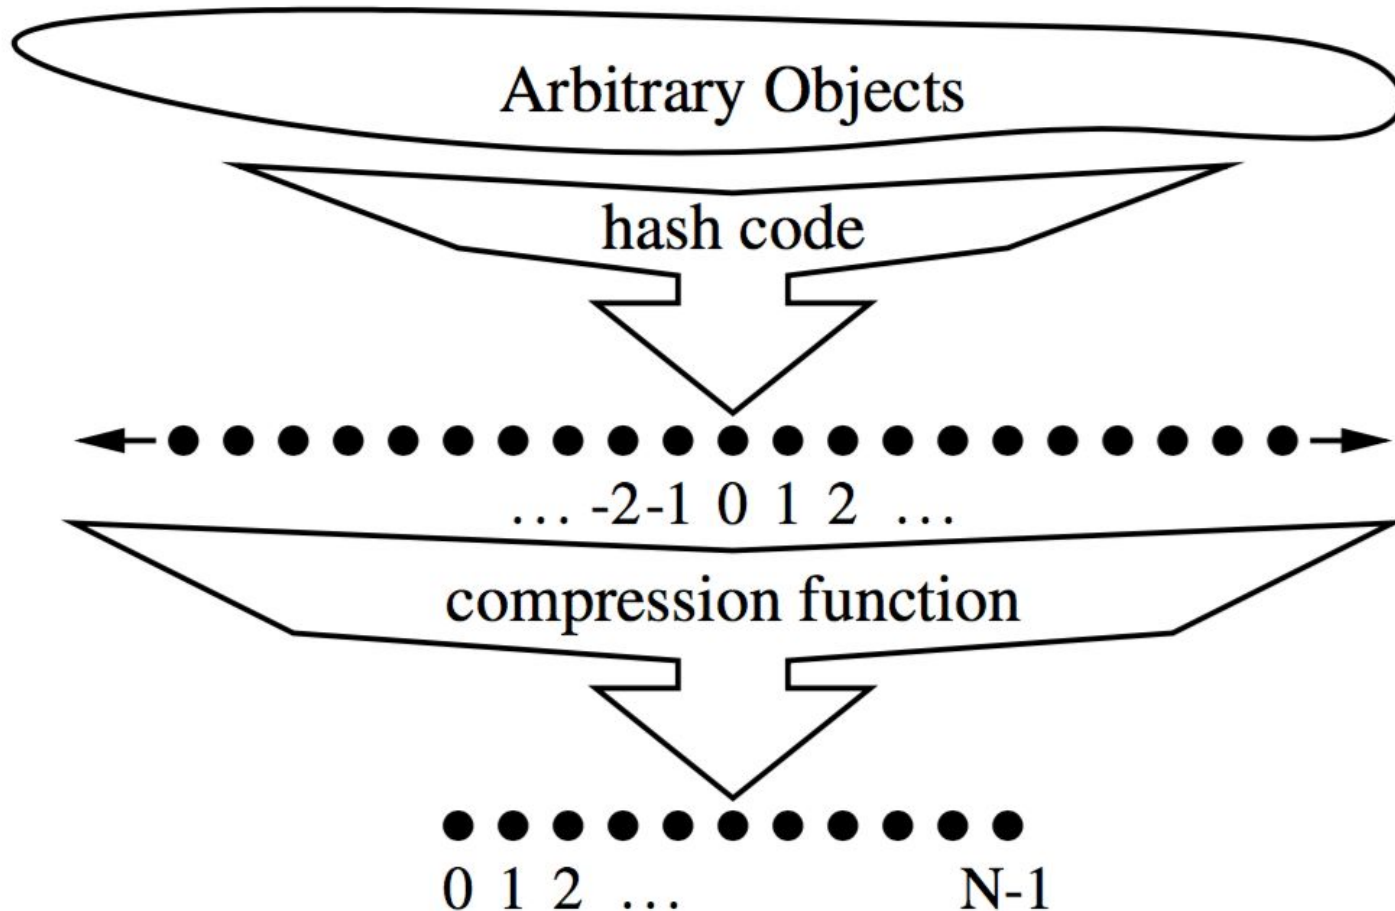 Arbitrary Objects
hash code
... -2 -1 0 1 2 ...
compression function
0 1 2 ... N-1